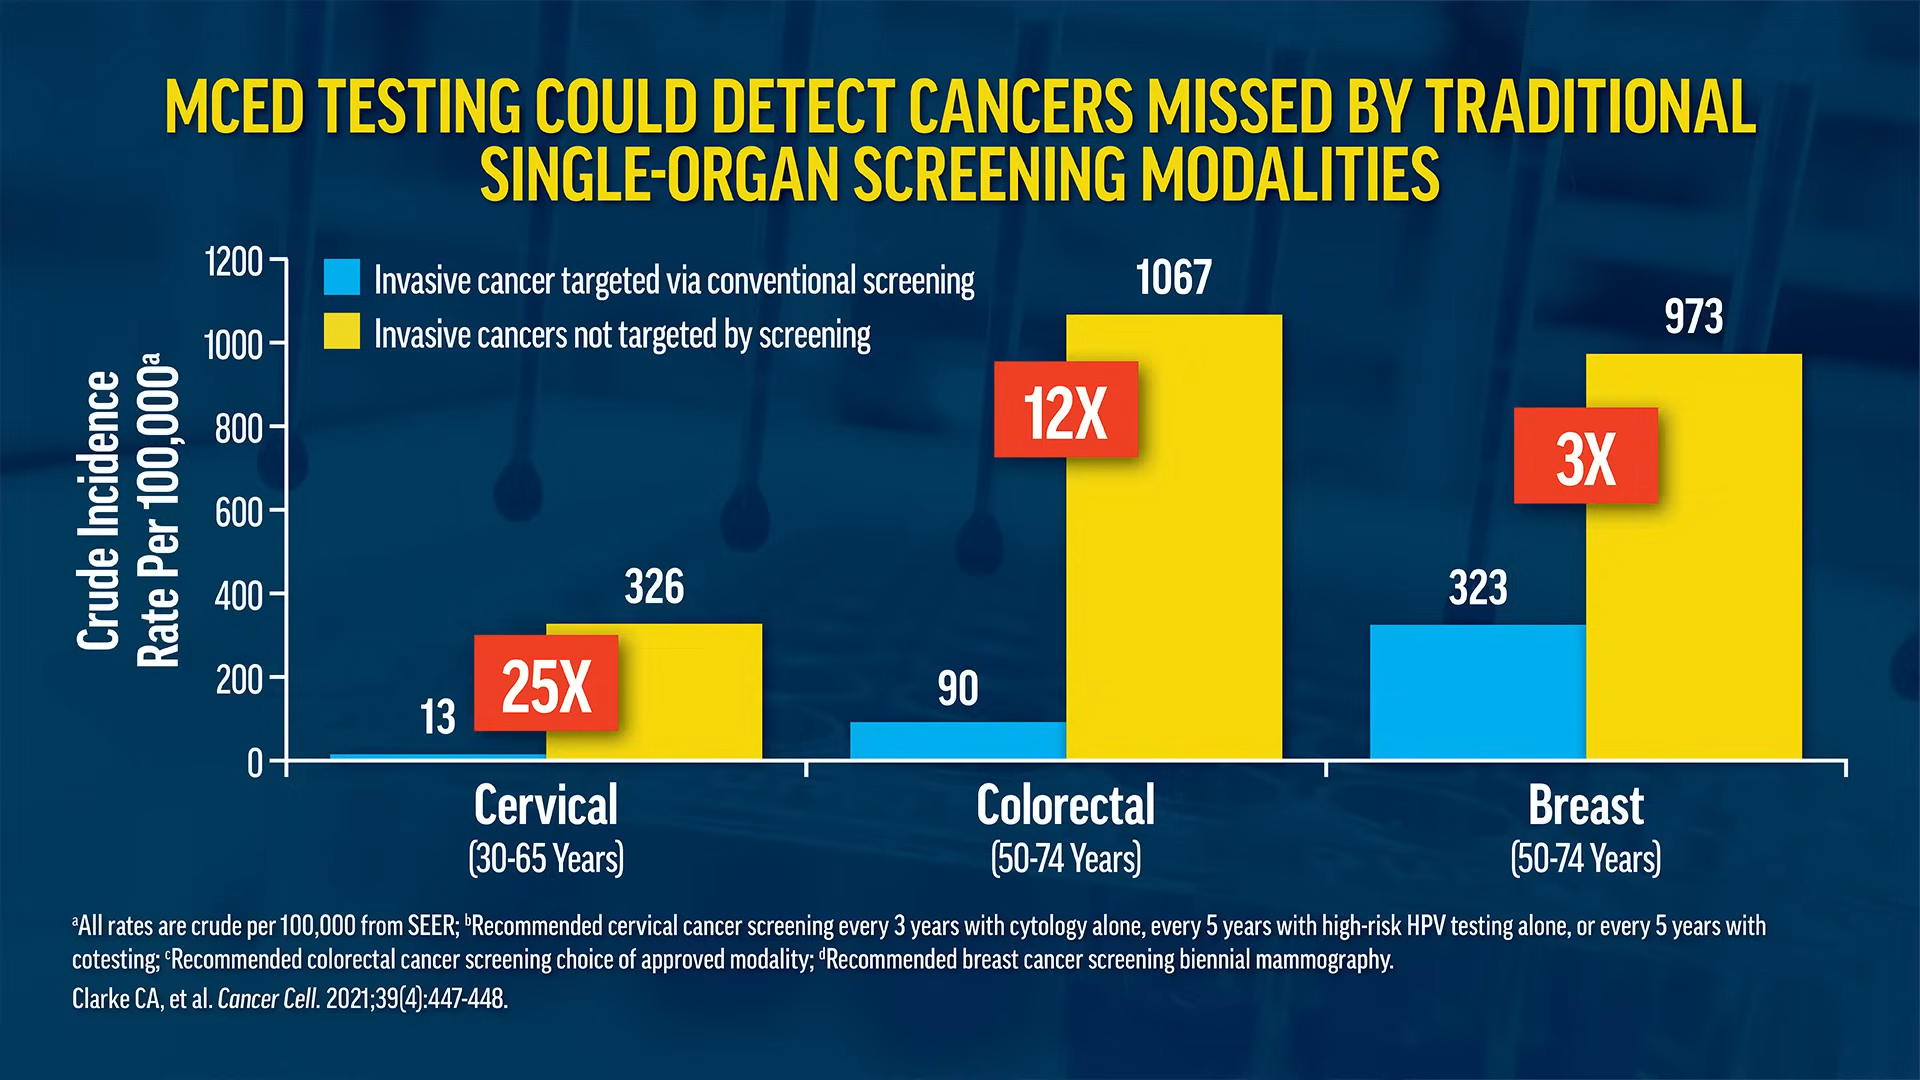 MCED TESTING COULD DETECT CANCERS MISSED BY TRADITIONAL
SINGLE-ORGAN SCREENING MODALITIES
Crude Incidence
Rate Per 100,000ᵃ
1200
1000
800
600
400
200
0
Invasive cancer targeted via conventional screening
Invasive cancers not targeted by screening
13
25X
326
90
12X
1067
323
3X
973
Cervical
(30-65 Years)
Colorectal
(50-74 Years)
Breast
(50-74 Years)
ᵃAll rates are crude per 100,000 from SEER; ᵇRecommended cervical cancer screening every 3 years with cytology alone, every 5 years with high-risk HPV testing alone, or every 5 years with
cotesting; ᶜRecommended colorectal cancer screening choice of approved modality; ᵈRecommended breast cancer screening biennial mammography.
Clarke CA, et al. Cancer Cell. 2021;39(4):447-448.